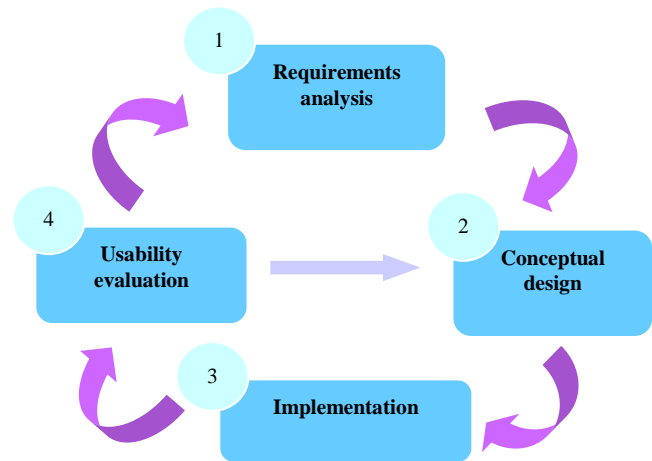 1
Requirements
analysis
2
Conceptual
design
3
Implementation
4
Usability
evaluation